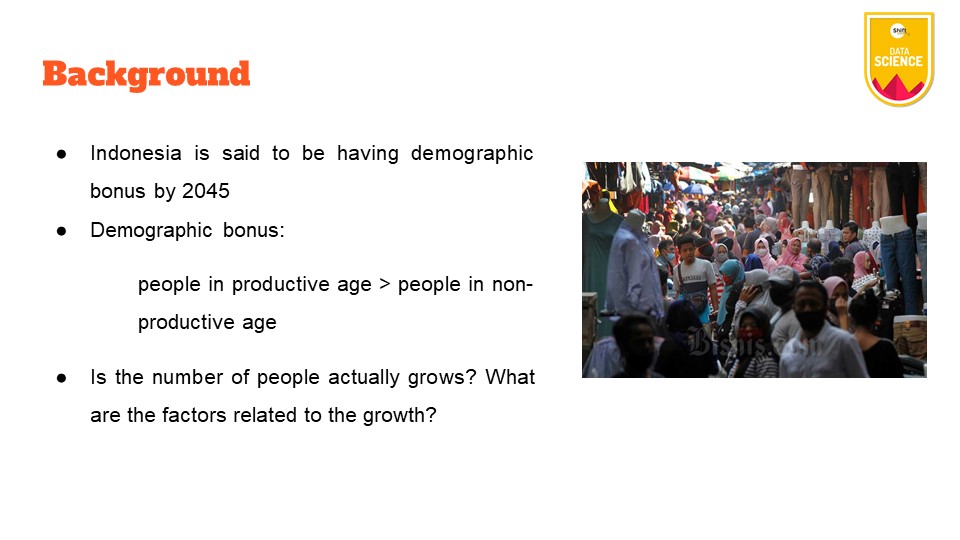 Background
Shift
DATA
SCIENCE
● Indonesia is said to be having demographic
bonus by 2045
● Demographic bonus:
people in productive age > people in non-
productive age
● Is the number of people actually grows? What
are the factors related to the growth?
Bisnis.com